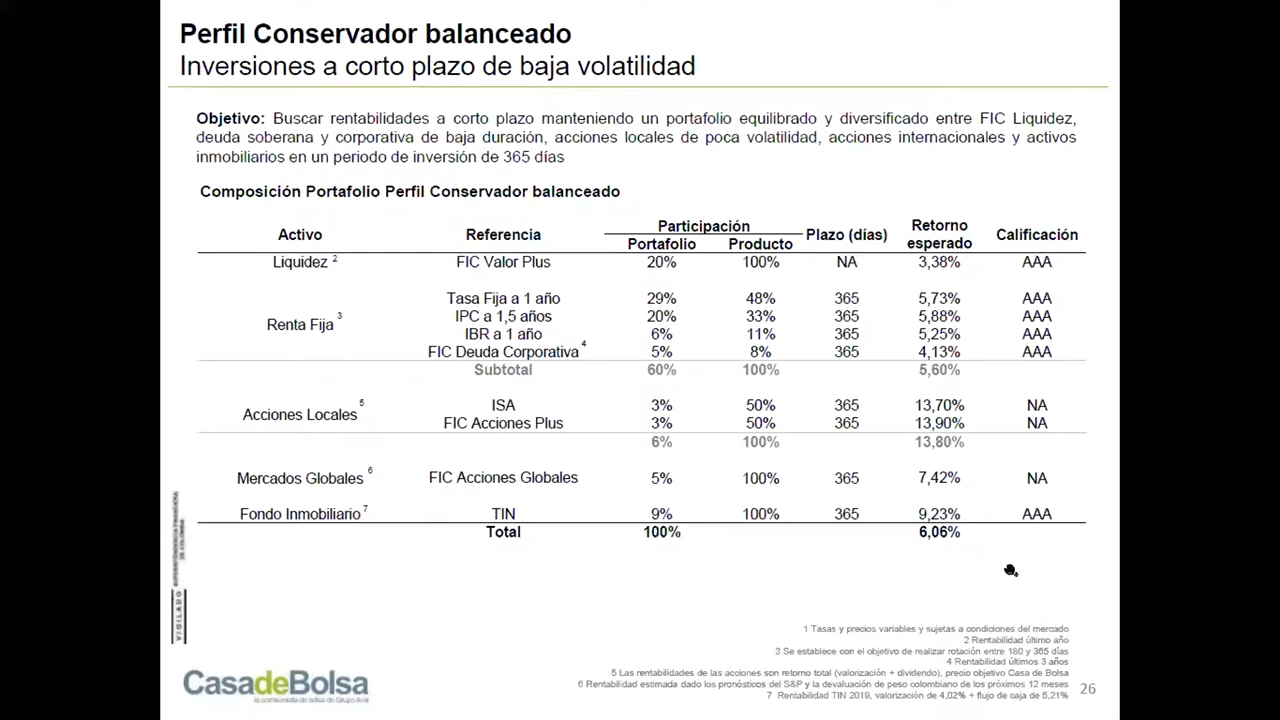 Perfil Conservador balanceado
Inversiones a corto plazo de baja volatilidad
Objetivo: Buscar rentabilidades a corto plazo manteniendo un portafolio equilibrado y diversificado entre FIC Liquidez,
deuda soberana y corporativa de baja duración, acciones locales de poca volatilidad, acciones internacionales y activos
inmobiliarios en un periodo de inversión de 365 días
Composición Portafolio Perfil Conservador balanceado
Activo Referencia Participación Plazo (días) Retorno esperado Calificación
Portafolio Producto
Liquidez 2 FIC Valor Plus 20% 100% NA 3,38% AAA
Renta Fija 3
Tasa Fija a 1 año 29% 48% 365 5,73% AAA
IPC a 1,5 años 20% 33% 365 5,88% AAA
IBR a 1 año 6% 11% 365 5,25% AAA
FIC Deuda Corporativa 4 5% 8% 365 4,13% AAA
Subtotal 60% 100% 5,60%
Acciones Locales 5
ISA 3% 50% 365 13,70% NA
FIC Acciones Plus 3% 50% 365 13,90% NA
6% 100% 13,80%
Mercados Globales 6 FIC Acciones Globales 5% 100% 365 7,42% NA
Fondo Inmobiliario 7 TIN 9% 100% 365 9,23% AAA
Total 100% 6,06%
1 Tasas y precios variables y sujetas a condiciones del mercado
2 Rentabilidad último año
3 Se establece con el objetivo de realizar rotación entre 180 y 365 días
4 Rentabilidad últimos 3 años
5 Las rentabilidades de las acciones son retorno total (valorización + dividendo), precio objetivo Casa de Bolsa
6 Rentabilidad estimada dado los pronósticos del S&P y la devaluación de peso colombiano de los próximos 12 meses
7 Rentabilidad TIN 2019, valorización de 4,02% + flujo de caja de 5,21%
26
VIGILADO SUPERINTENDENCIA FINANCIERA
DE COLOMBIA
CasadeBolsa
la comisionista de bolsa de Grupo Aval